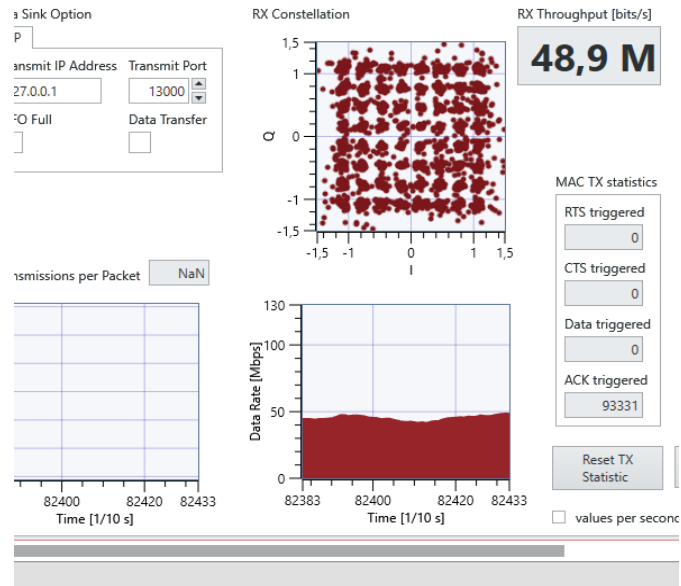 a Sink Option
P
ansmit IP Address
Transmit Port
27.0.0.1
13000
FO Full
Data Transfer
RX Constellation
1,5
1
0
-1
-1,5
Q
-1,5 -1 0 1 1,5
I
RX Throughput [bits/s]
48,9 M
MAC TX statistics
RTS triggered
0
CTS triggered
0
Data triggered
0
ACK triggered
93331
Reset TX
Statistic
values per second
nsmissions per Packet
NaN
82400 82420 82433
Time [1/10 s]
130
100
50
0
Data Rate [Mbps]
82383 82400 82420 82433
Time [1/10 s]